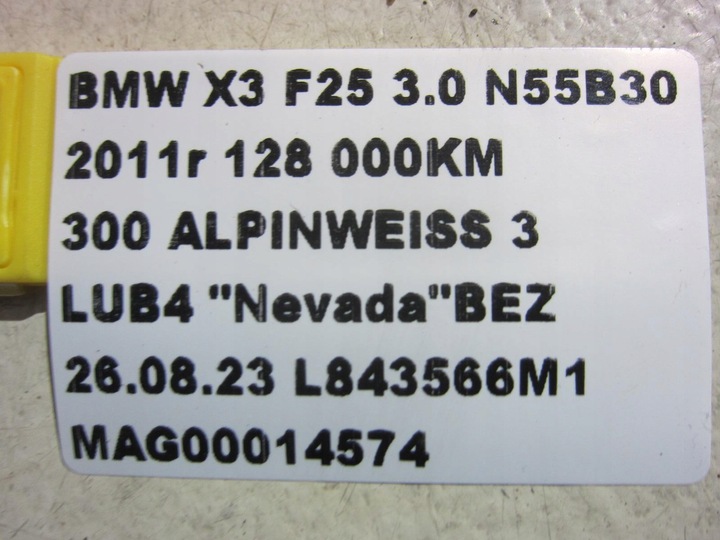 BMW X3 F25 3.0 N55B30
2011r 128 000KM
300 ALPINWEISS 3
LUB4 "Nevada"BEZ
26.08.23 L843566M1
MAG00014574